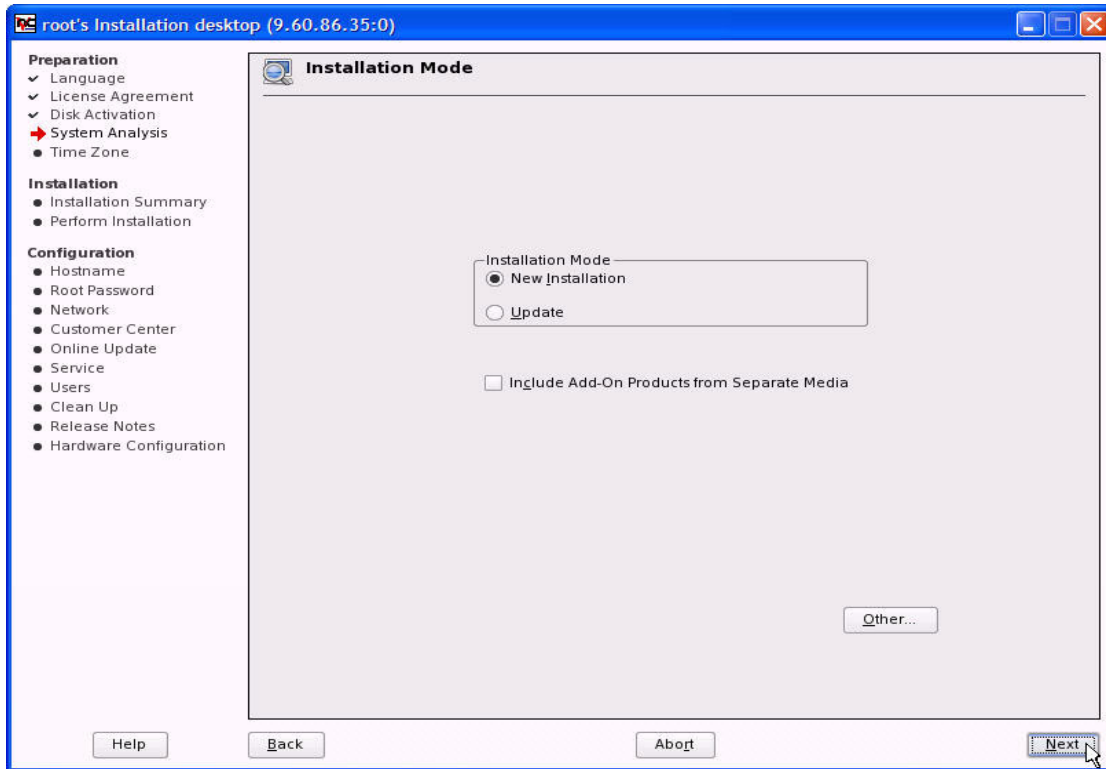 root's Installation desktop (9.60.86.35:0)
Preparation
Language
License Agreement
Disk Activation
System Analysis
Time Zone
Installation
Installation Summary
Perform Installation
Configuration
Hostname
Root Password
Network
Customer Center
Online Update
Service
Users
Clean Up
Release Notes
Hardware Configuration
Installation Mode
Installation Mode
New Installation
Update
Include Add-On Products from Separate Media
Other...
Help
Back
Abort
Next